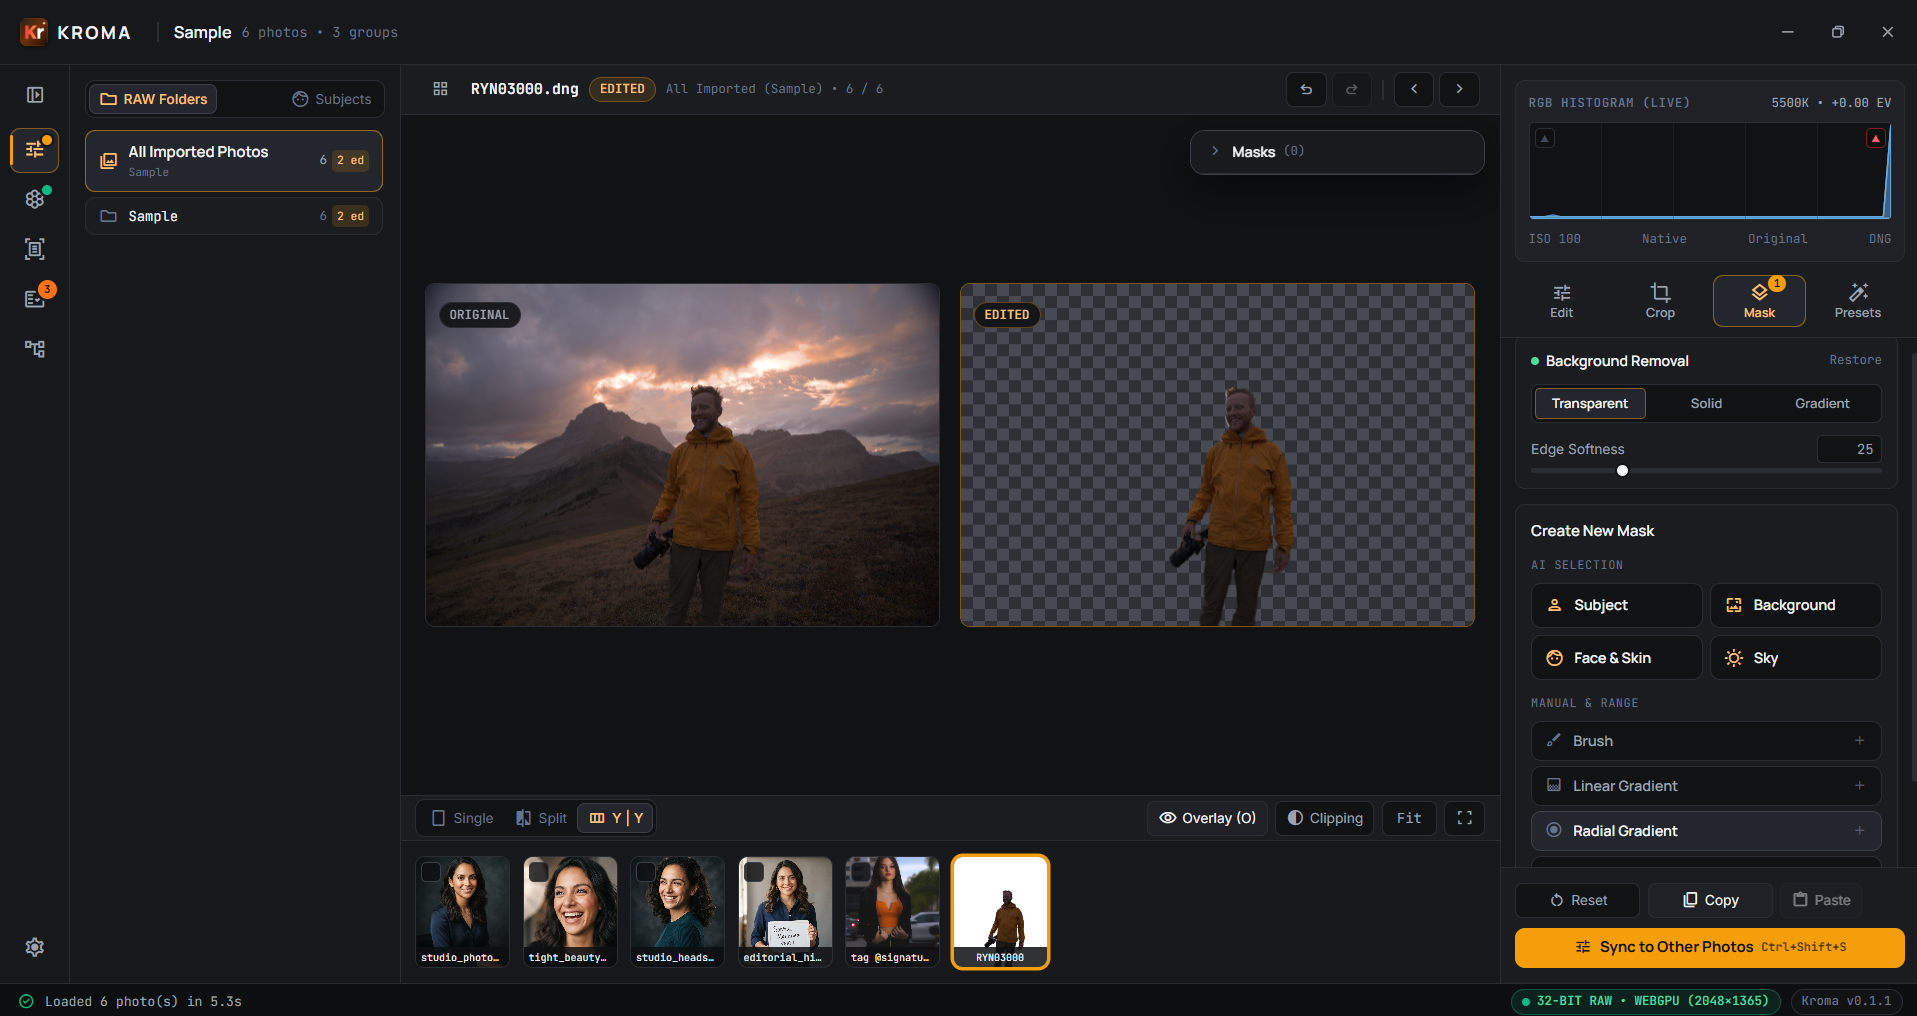 Kr KROMA Sample 6 photos • 3 groups
RAW Folders Subjects
All Imported Photos 6 2 ed
Sample
Sample 6 2 ed
3
RYN03000.dng EDITED All Imported (Sample) • 6 / 6
Masks (0)
ORIGINAL
EDITED
Single Split Y|Y Overlay (O) Clipping Fit
studio_photo…
tight_beauty…
studio_heads…
editorial_hi…
tag @signatu…
RYN03000
RGB HISTOGRAM (LIVE) 5500K • +0.00 EV
ISO 100 Native Original DNG
Edit Crop Mask 1 Presets
Background Removal Restore
Transparent Solid Gradient
Edge Softness 25
Create New Mask
AI SELECTION
Subject Background
Face & Skin Sky
MANUAL & RANGE
Brush +
Linear Gradient +
Radial Gradient +
Reset Copy Paste
Sync to Other Photos Ctrl+Shift+S
Loaded 6 photo(s) in 5.3s 32-BIT RAW • WEBGPU (2048×1365) Kroma v0.1.1